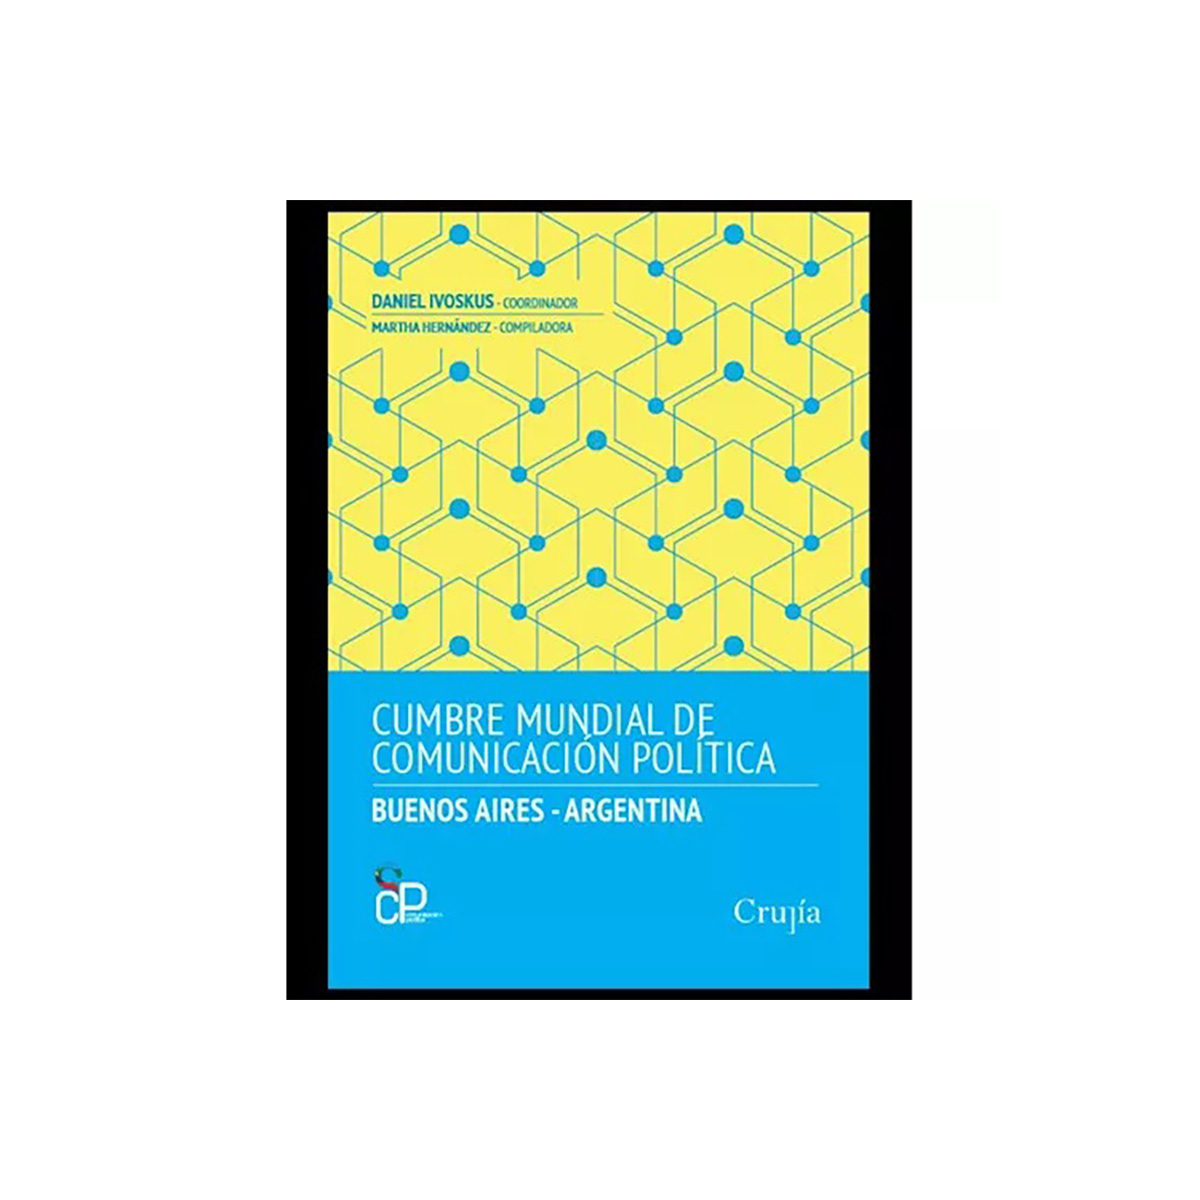 DANIEL IVOSKUS - COORDINADOR
MARTHA HERNÁNDEZ - COMPILADORA
CUMBRE MUNDIAL DE
COMUNICACIÓN POLÍTICA
BUENOS AIRES - ARGENTINA
CP
Crujía